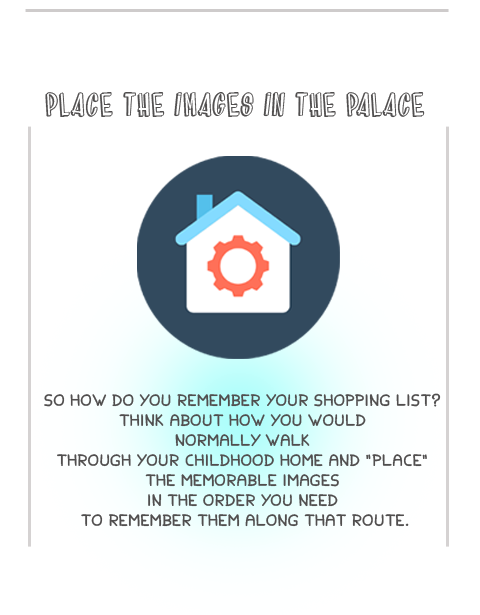 PLACE THE IMAGES IN THE PALACE
SO HOW DO YOU REMEMBER YOUR SHOPPING LIST?
THINK ABOUT HOW YOU WOULD
NORMALLY WALK
THROUGH YOUR CHILDHOOD HOME AND "PLACE"
THE MEMORABLE IMAGES
IN THE ORDER YOU NEED
TO REMEMBER THEM ALONG THAT ROUTE.